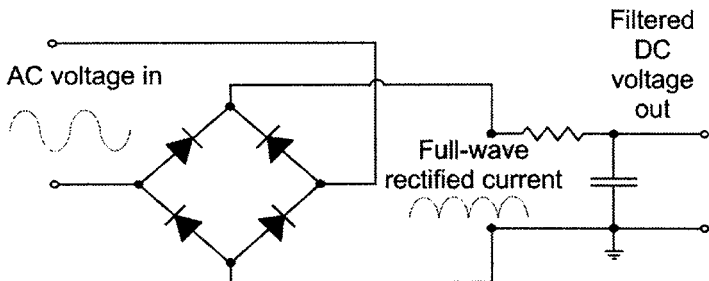 AC voltage in
Filtered
DC
voltage
out
Full-wave
rectified current